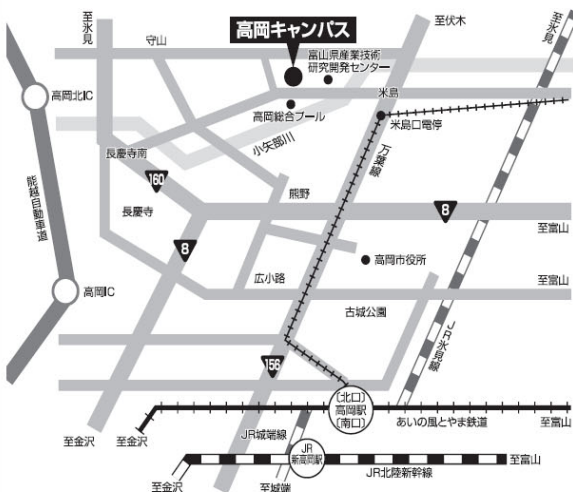 高岡キャンパス
至伏木
至氷見
至氷見
守山
富山県産業技術
研究開発センター
高岡北IC
米島
高岡総合プール
米島口電停
小矢部川
長慶寺南
万葉線
160
熊野
能越自動車道
長慶寺
8
8
至富山
高岡市役所
広小路
高岡IC
至富山
古城公園
JR氷見線
156
〔北口〕
高岡駅
〔南口〕
あいの風とやま鉄道
至金沢
至金沢
至富山
JR城端線
JR
新高岡駅
至富山
JR北陸新幹線
至金沢
至城端